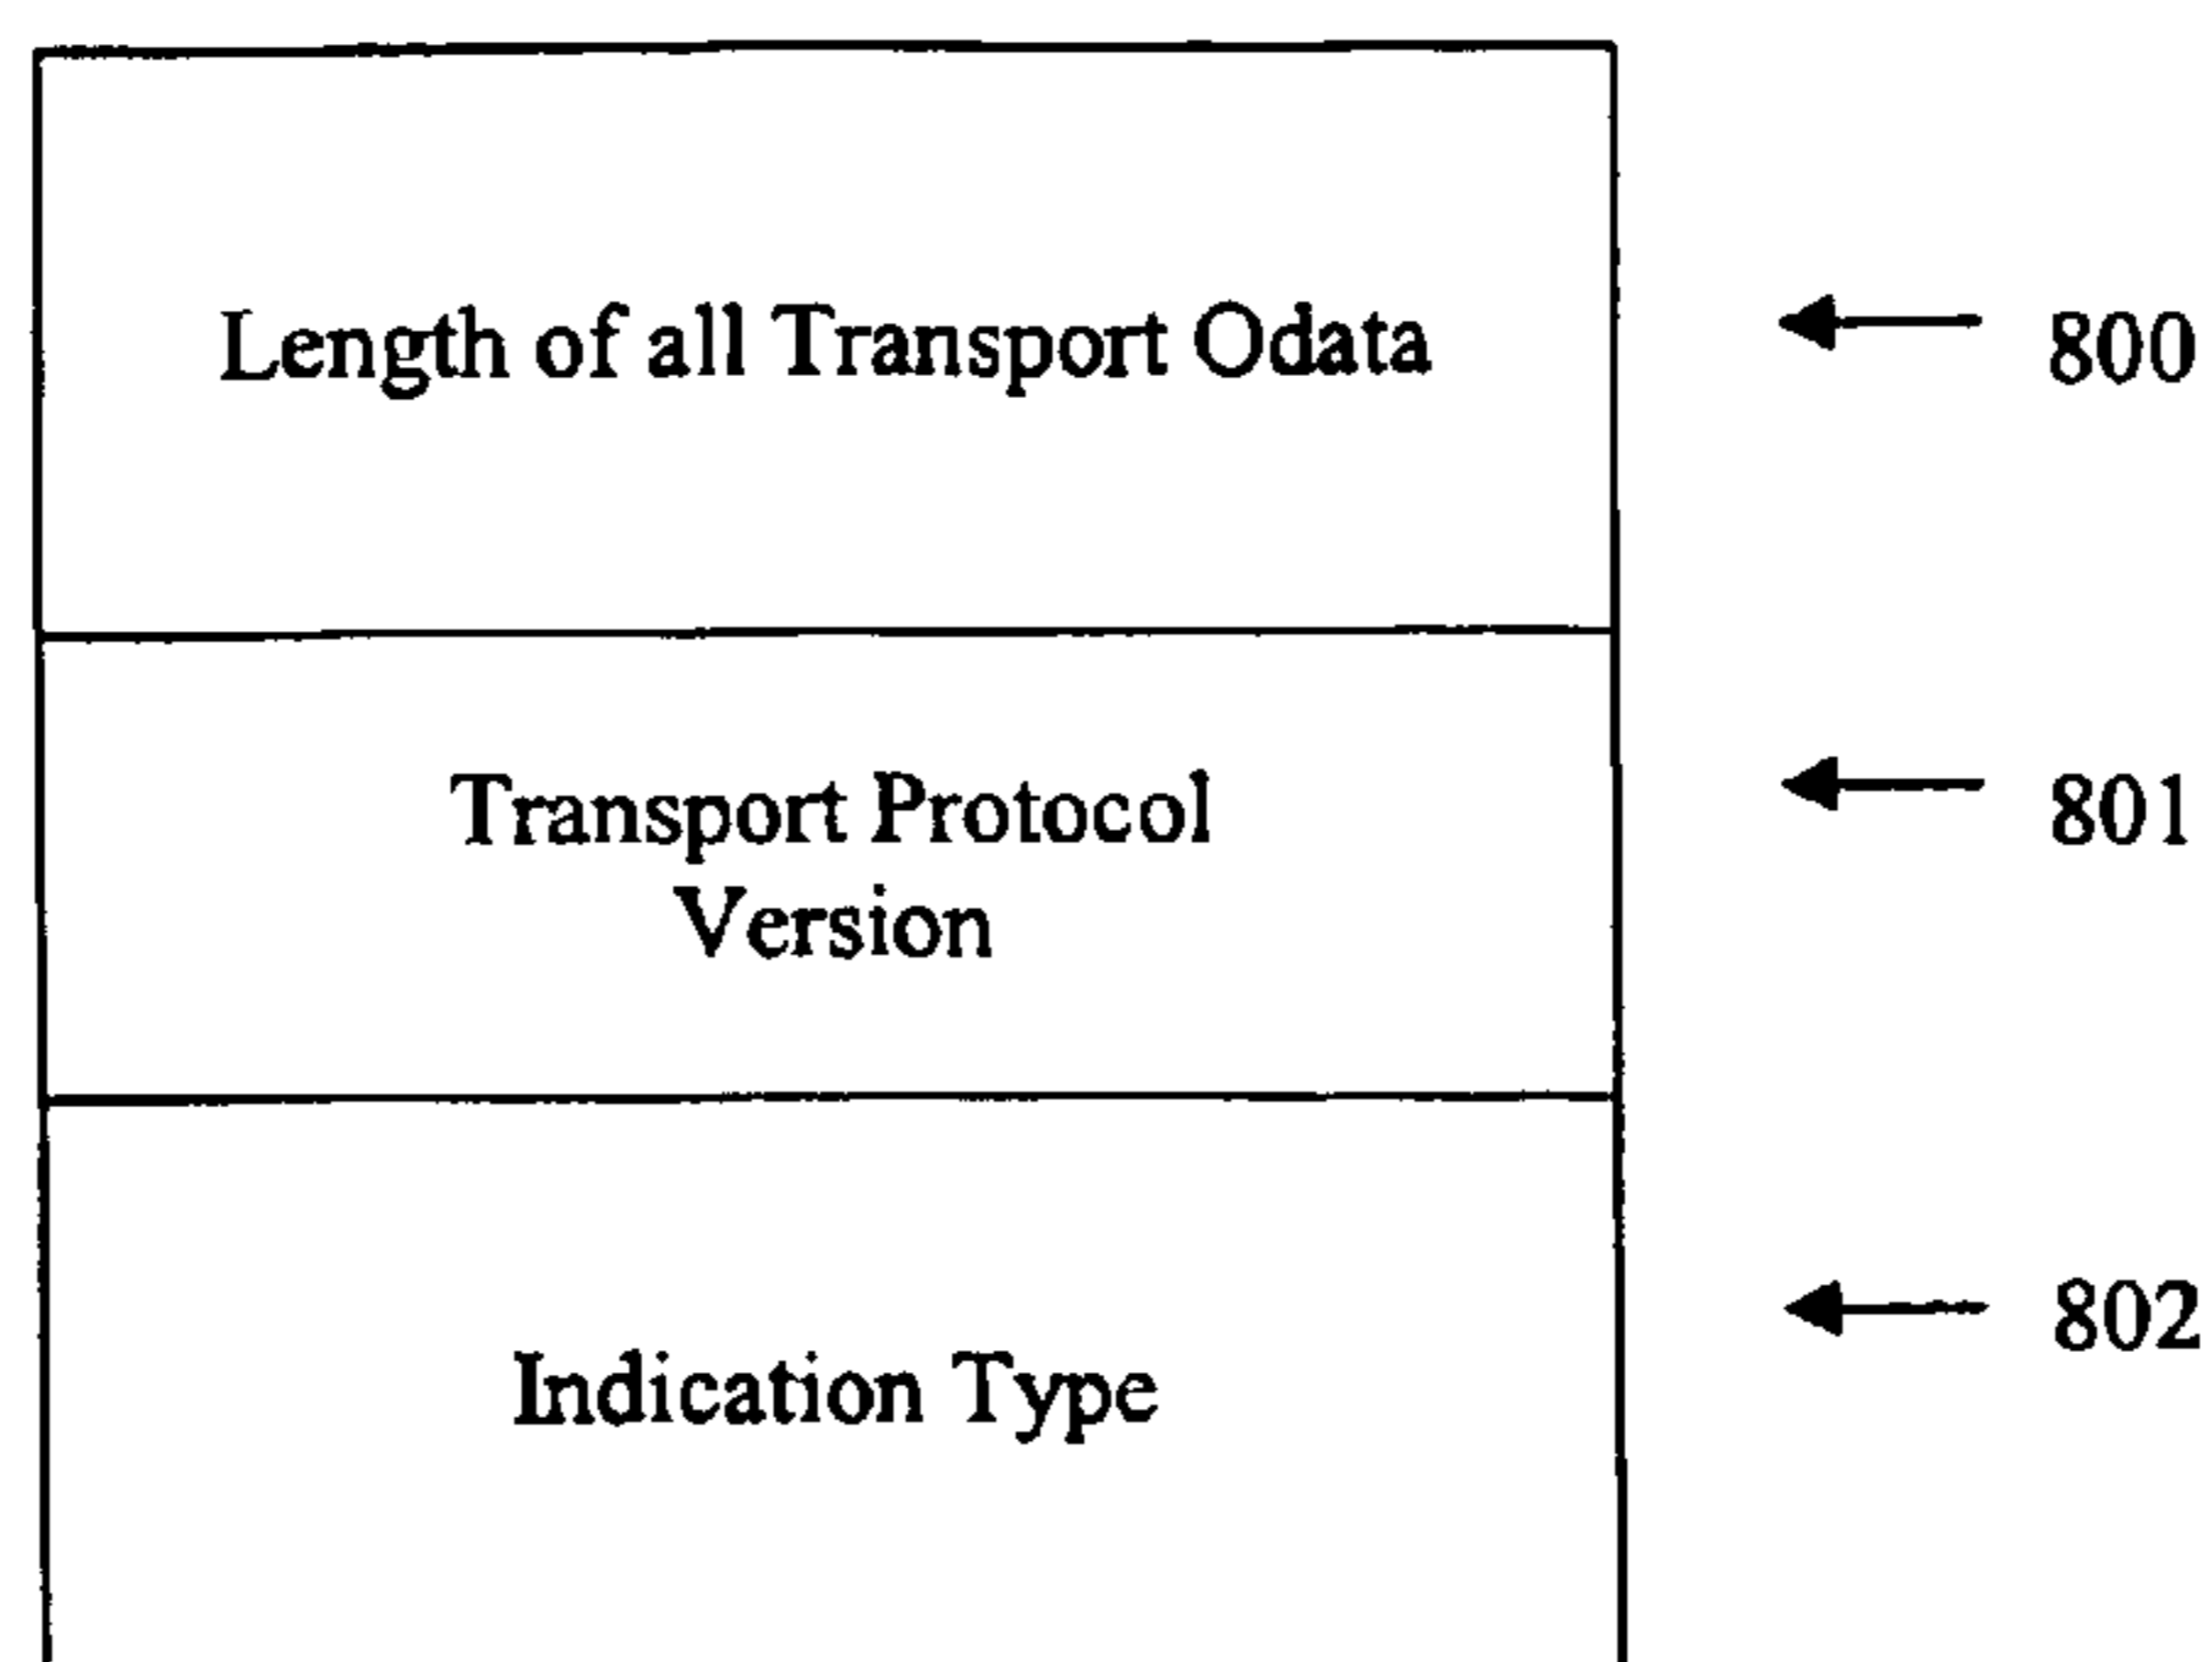 Length of all Transport Odata
800
Transport Protocol
Version
801
Indication Type
802